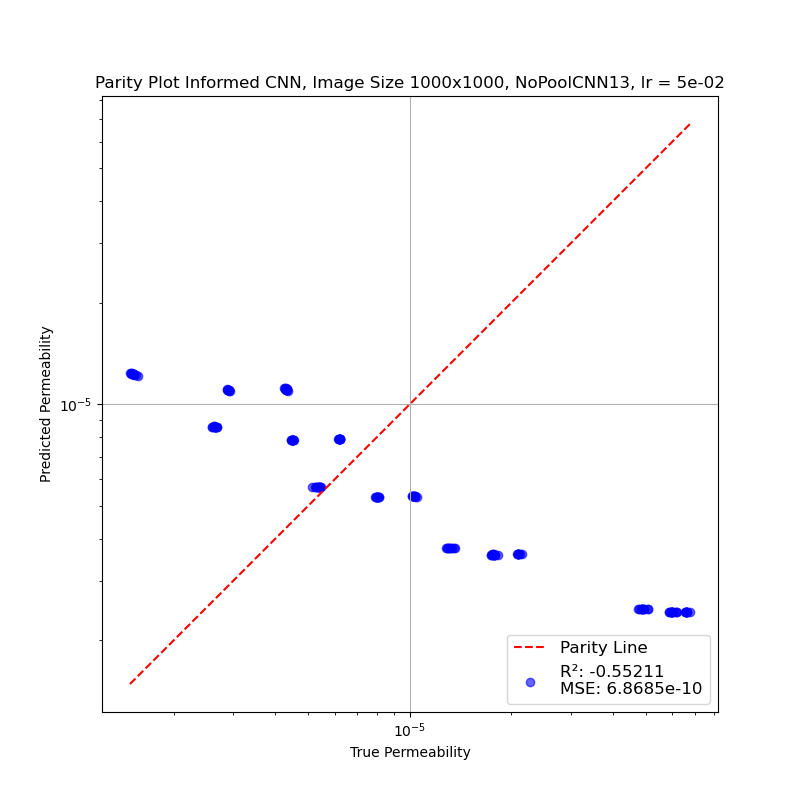 Parity Plot Informed CNN, Image Size 1000x1000, NoPoolCNN13, lr = 5e-02
Predicted Permeability
10⁻⁵
10⁻⁵
True Permeability
Parity Line
R²: -0.55211
MSE: 6.8685e-10